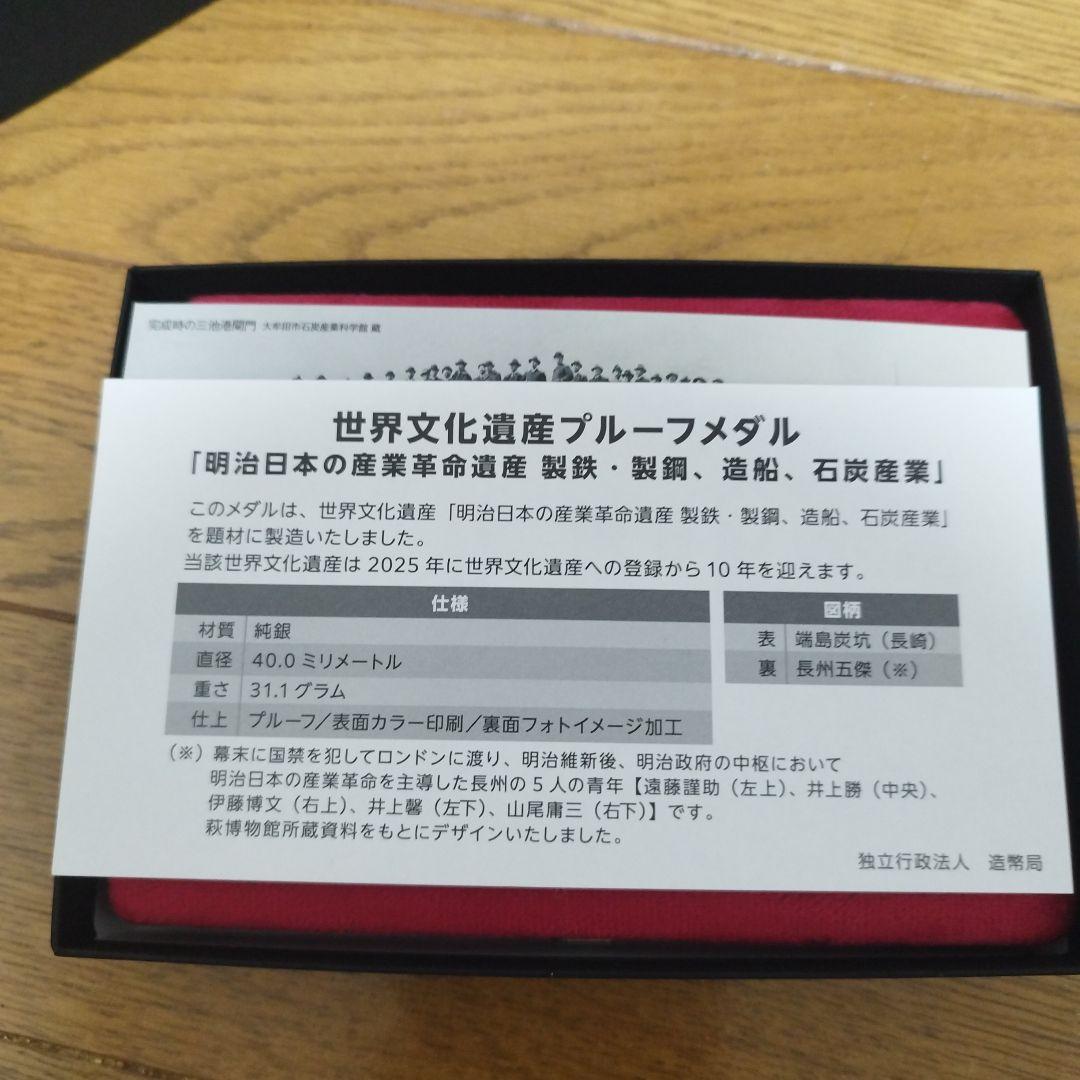 完成時の三池港閘門 大牟田市石炭産業科学館 蔵
世界文化遺産プルーフメダル
「明治日本の産業革命遺産 製鉄・製鋼、造船、石炭産業」
このメダルは、世界文化遺産「明治日本の産業革命遺産 製鉄・製鋼、造船、石炭産業」
を題材に製造いたしました。
当該世界文化遺産は 2025 年に世界文化遺産への登録から 10 年を迎えます。
仕様
材質 純銀
直径 40.0 ミリメートル
重さ 31.1 グラム
仕上 プルーフ/表面カラー印刷/裏面フォトイメージ加工
図柄
表 端島炭坑(長崎)
裏 長州五傑(※)
(※)幕末に国禁を犯してロンドンに渡り、明治維新後、明治政府の中枢において
明治日本の産業革命を主導した長州の 5 人の青年【遠藤謹助(左上)、井上勝(中央)、
伊藤博文(右上)、井上馨(左下)、山尾庸三(右下)】です。
萩博物館所蔵資料をもとにデザインいたしました。
独立行政法人 造幣局